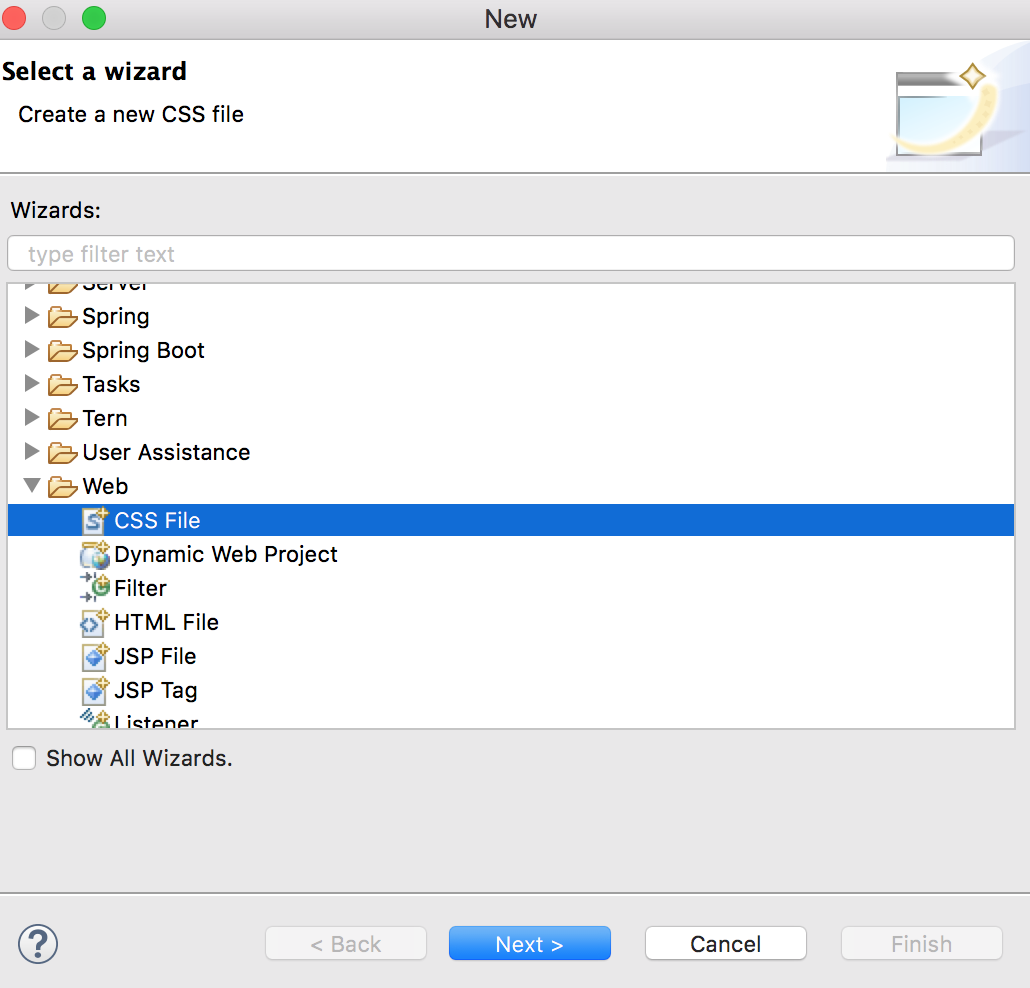 New
Select a wizard
Create a new CSS file
Wizards:
type filter text
Server
Spring
Spring Boot
Tasks
Tern
User Assistance
Web
CSS File
Dynamic Web Project
Filter
HTML File
JSP File
JSP Tag
Listener
Show All Wizards.
? < Back Next > Cancel Finish